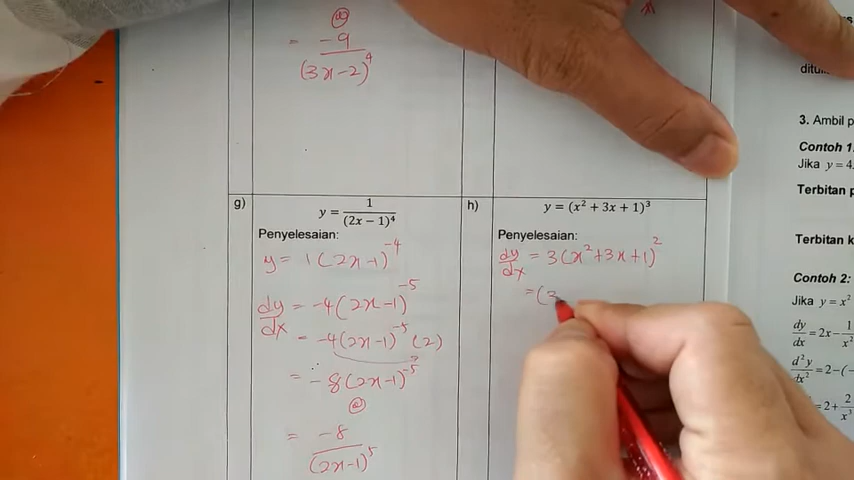 @
= -9
(3x-2)^4
g)
y = 1
(2x − 1)^4
Penyelesaian:
y = 1(2x-1)^-4
dy/dx = -4(2x-1)^-5
= -4(2x-1)^-5 (2)
= -8(2x-1)^-5
@
= -8
(2x-1)^5
h)
y = (x² + 3x + 1)³
Penyelesaian:
dy/dx = 3(x²+3x+1)²
= (3
3. Ambil
Contoh 1
Jika y = 4
Terbitan
Terbitan
Contoh 2:
Jika y = x²
dy/dx = 2x − 1/x²
d²y/dx² = 2 − (−
= 2 + 2/x³